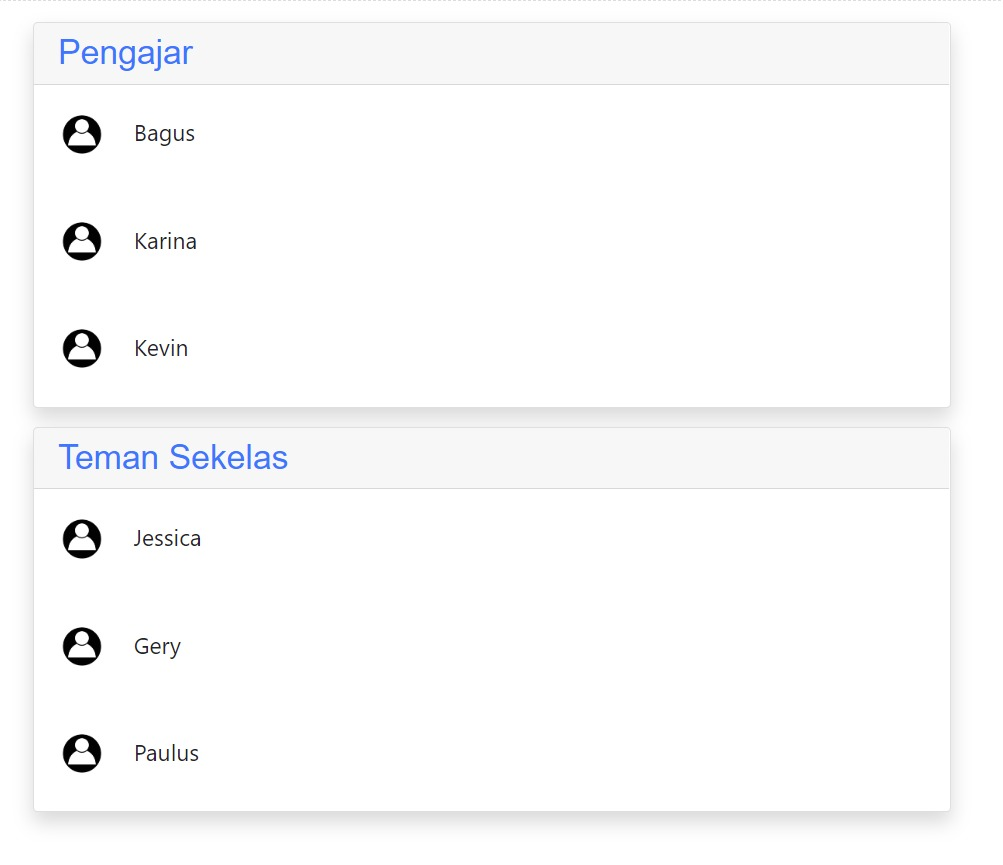 Pengajar
Bagus
Karina
Kevin
Teman Sekelas
Jessica
Gery
Paulus